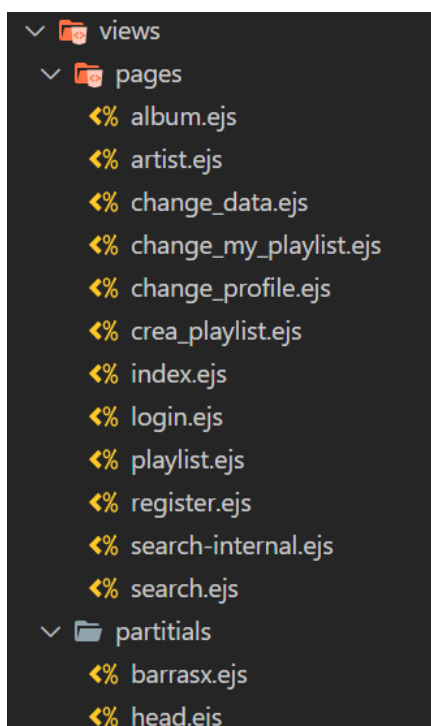 views
pages
album.ejs
artist.ejs
change_data.ejs
change_my_playlist.ejs
change_profile.ejs
crea_playlist.ejs
index.ejs
login.ejs
playlist.ejs
register.ejs
search-internal.ejs
search.ejs
partitials
barrasx.ejs
head.ejs